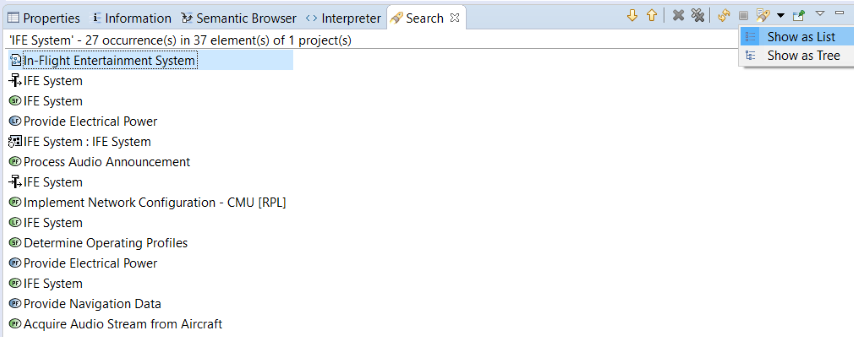 Properties Information Semantic Browser Interpreter Search
'IFE System' - 27 occurrence(s) in 37 element(s) of 1 project(s)
Show as List
Show as Tree
In-Flight Entertainment System
IFE System
IFE System
Provide Electrical Power
IFE System : IFE System
Process Audio Announcement
IFE System
Implement Network Configuration - CMU [RPL]
IFE System
Determine Operating Profiles
Provide Electrical Power
IFE System
Provide Navigation Data
Acquire Audio Stream from Aircraft